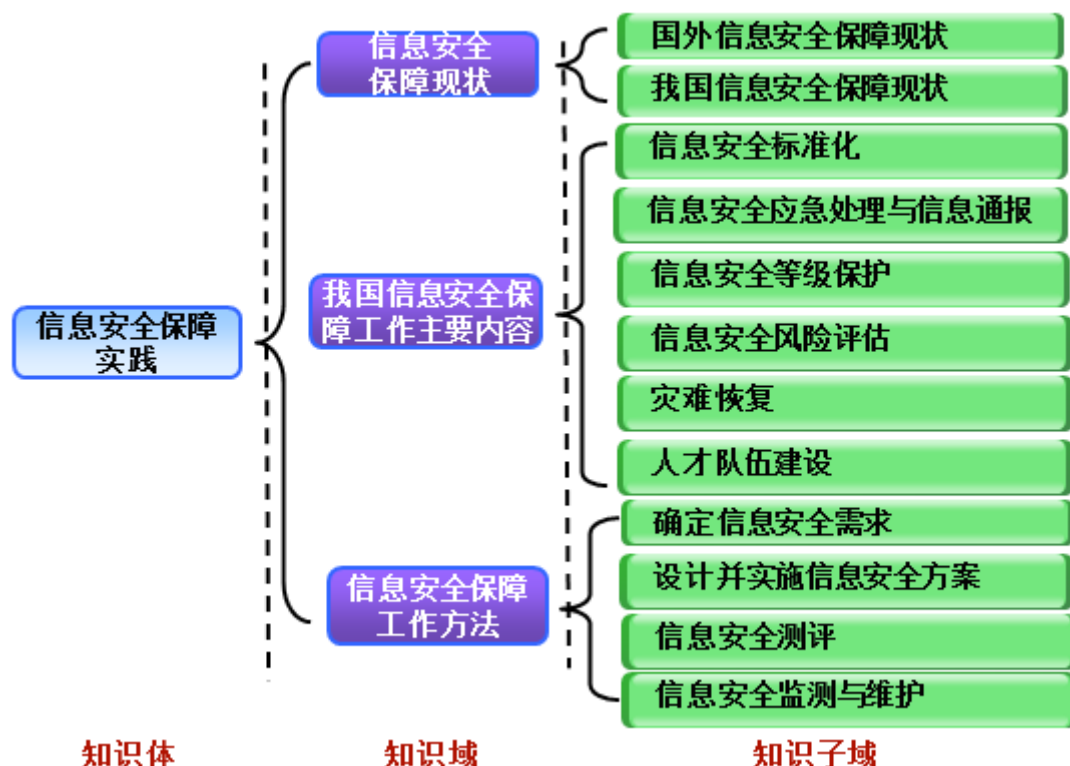 信息安全保障
实践
信息安全
保障现状
国外信息安全保障现状
我国信息安全保障现状
我国信息安全保
障工作主要内容
信息安全标准化
信息安全应急处理与信息通报
信息安全等级保护
信息安全风险评估
灾难恢复
人才队伍建设
信息安全保障
工作方法
确定信息安全需求
设计并实施信息安全方案
信息安全测评
信息安全监测与维护
知识体
知识域
知识子域